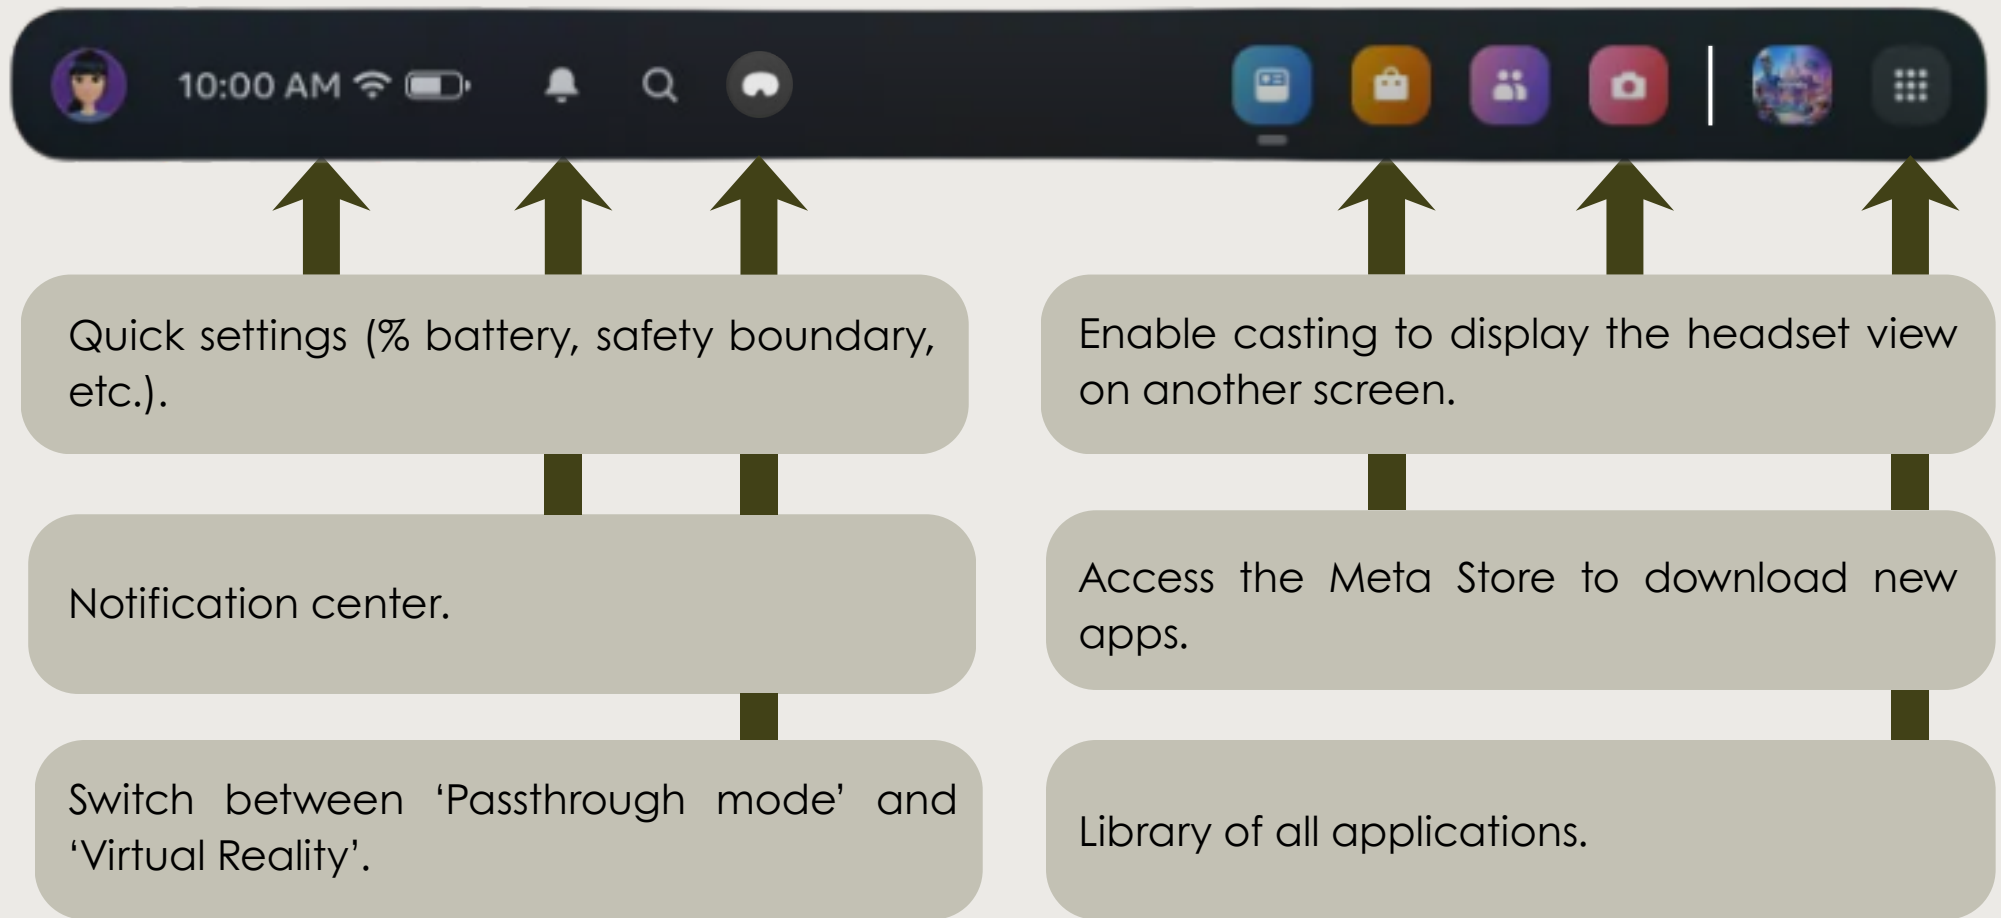 10:00 AM
Quick settings (% battery, safety boundary,
etc.).
Notification center.
Switch between ‘Passthrough mode’ and
‘Virtual Reality’.
Enable casting to display the headset view
on another screen.
Access the Meta Store to download new
apps.
Library of all applications.